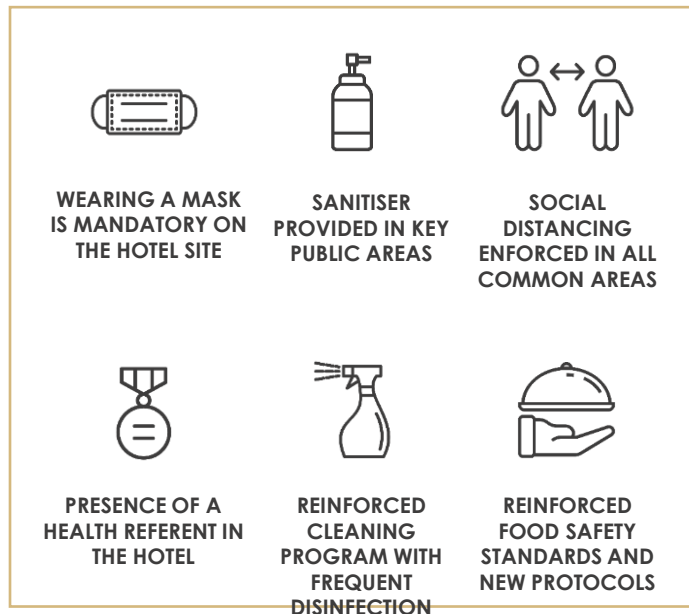 WEARING A MASK
IS MANDATORY ON
THE HOTEL SITE
SANITISER
PROVIDED IN KEY
PUBLIC AREAS
SOCIAL
DISTANCING
ENFORCED IN ALL
COMMON AREAS
PRESENCE OF A
HEALTH REFERENT IN
THE HOTEL
REINFORCED
CLEANING
PROGRAM WITH
FREQUENT
DISINFECTION
REINFORCED
FOOD SAFETY
STANDARDS AND
NEW PROTOCOLS